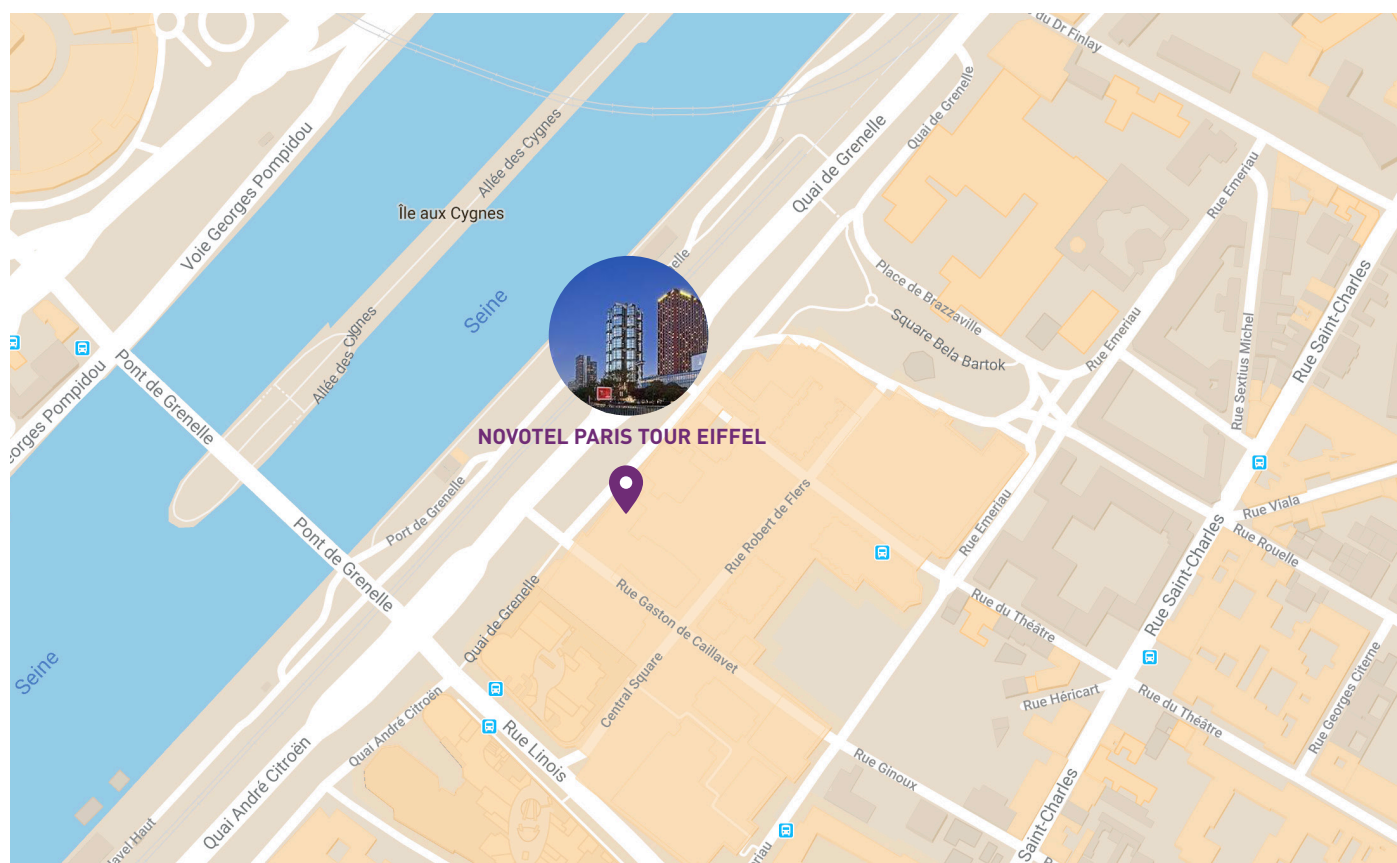 du Dr Finlay
Quai de Grenelle
Quai de Grenelle
Allée des Cygnes
Voie Georges Pompidou
Île aux Cygnes
Rue Emeriau
Rue Saint-Charles
Place de Brazzaville
Square Bela Bartok
Rue Emeriau
Rue Sextius Michel
elle
Seine
Allée des Cygnes
Pont de Grenelle
orges Pompidou
NOVOTEL PARIS TOUR EIFFEL
Port de Grenelle
Rue Robert de Flers
Rue Emeriau
Rue Viala
Rue Rouelle
Rue Saint-Charles
Pont de Grenelle
Quai de Grenelle
Rue Gaston de Caillavet
Rue du Théâtre
Seine
Central Square
Rue Héricart
Rue du Théâtre
Rue Georges Citerne
Quai André Citroën
Rue Linois
Quai André Citroën
Rue Ginoux
Saint-Charles
avel Haut
riau